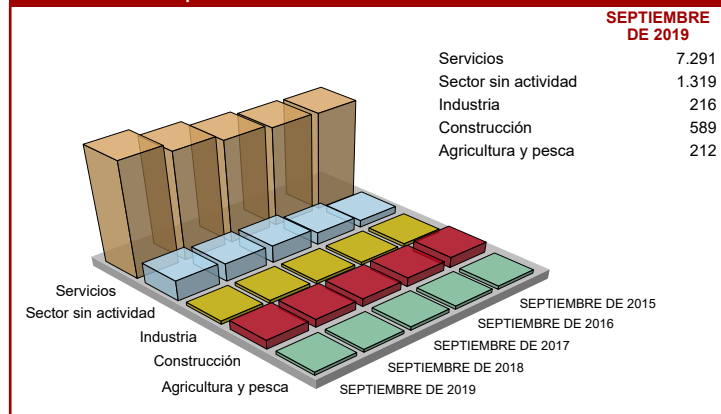 SEPTIEMBRE
DE 2019
Servicios 7.291
Sector sin actividad 1.319
Industria 216
Construcción 589
Agricultura y pesca 212
Servicios
Sector sin actividad
Industria
Construcción
Agricultura y pesca
SEPTIEMBRE DE 2015
SEPTIEMBRE DE 2016
SEPTIEMBRE DE 2017
SEPTIEMBRE DE 2018
SEPTIEMBRE DE 2019